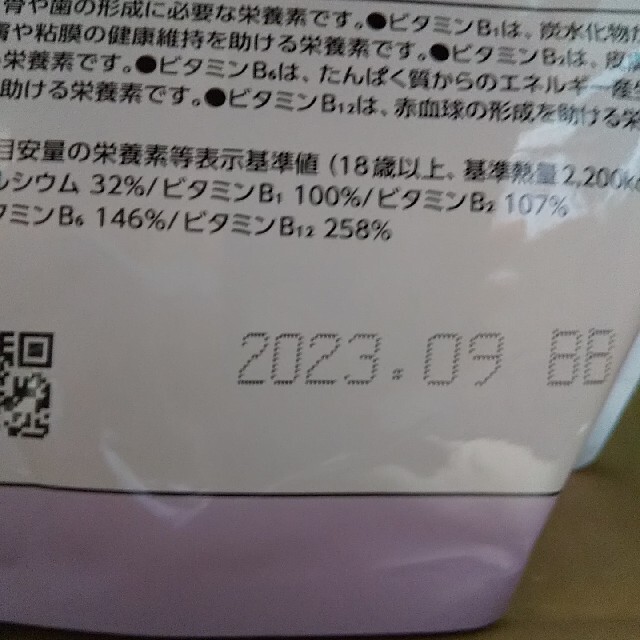 骨や歯の形成に必要な栄養素です。●ビタミンB₁は、炭水化物か
膚や粘膜の健康維持を助ける栄養素です。●ビタミンB₂は、皮
栄養素です。●ビタミンB₆は、たんぱく質からのエネルギー産生
助ける栄養素です。●ビタミンB₁₂は、赤血球の形成を助ける栄
目安量の栄養素等表示基準値（18歳以上、基準熱量2,200k
ルシウム 32%/ビタミンB₁ 100%/ビタミンB₂ 107%
タミンB₆ 146%/ビタミンB₁₂ 258%
2023.09 BB